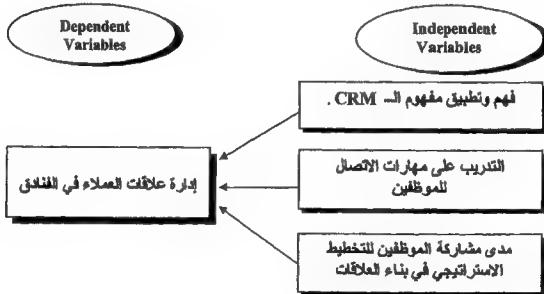 Dependent
Variables
Independent
Variables
فهم وتطبيق مفهوم الـ CRM .
إدارة علاقات العملاء في الفنادق
التدريب على مهارات الاتصال
للموظفين
مدى مشاركة الموظفين للتخطيط
الاستراتيجي في بناء العلاقات